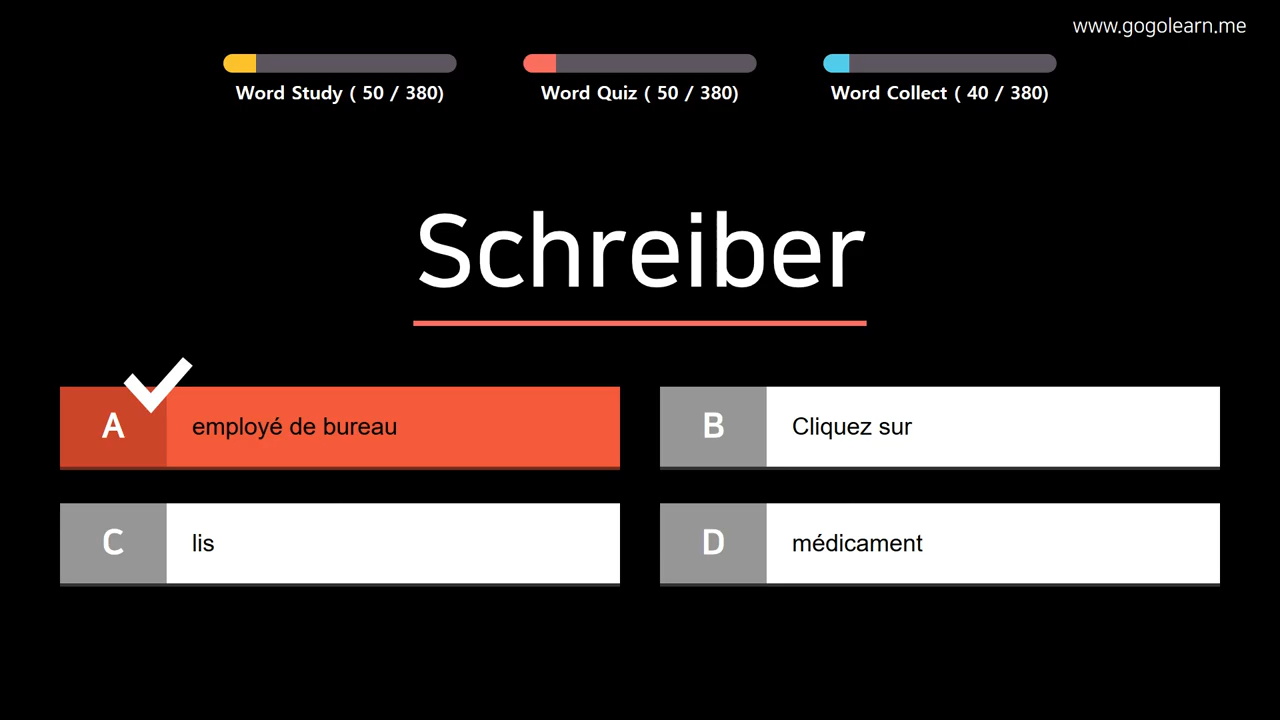 www.gogolearn.me
Word Study ( 50 / 380)
Word Quiz ( 50 / 380)
Word Collect ( 40 / 380)
Schreiber
A employé de bureau
B Cliquez sur
C lis
D médicament